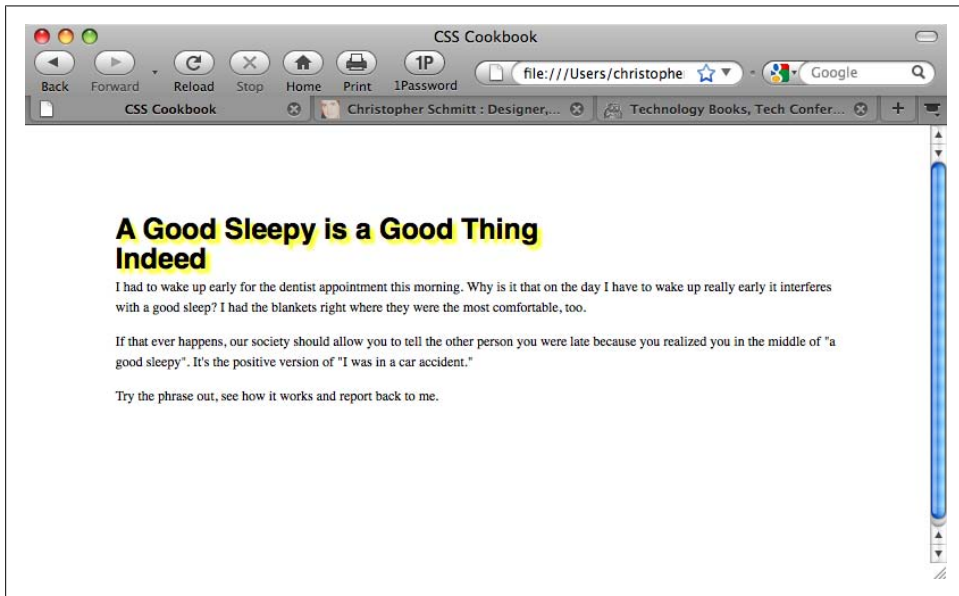 CSS Cookbook
Back Forward Reload Stop Home Print 1Password
1P
file:///Users/christophe
Google
CSS Cookbook
Christopher Schmitt : Designer,...
Technology Books, Tech Confer...
A Good Sleepy is a Good Thing
Indeed
I had to wake up early for the dentist appointment this morning. Why is it that on the day I have to wake up really early it interferes
with a good sleep? I had the blankets right where they were the most comfortable, too.
If that ever happens, our society should allow you to tell the other person you were late because you realized you in the middle of "a
good sleepy". It's the positive version of "I was in a car accident."
Try the phrase out, see how it works and report back to me.